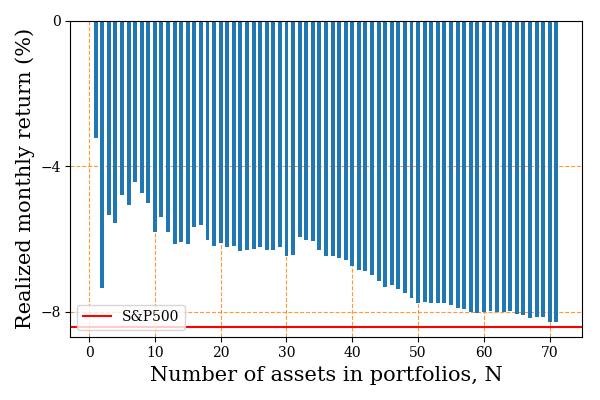 Realized monthly return (%)
0
−4
−8
S&P500
0 10 20 30 40 50 60 70
Number of assets in portfolios, N